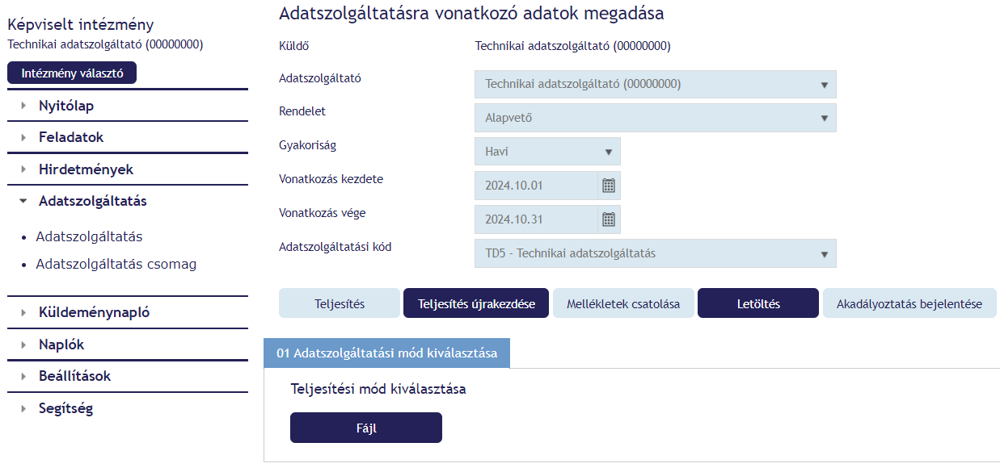 Képviselt intézmény
Technikai adatszolgáltató (00000000)
Intézmény választó
Nyitólap
Feladatok
Hirdetmények
Adatszolgáltatás
Adatszolgáltatás
Adatszolgáltatás csomag
Küldeménynapló
Naplók
Beállítások
Segítség
Adatszolgáltatásra vonatkozó adatok megadása
Küldő Technikai adatszolgáltató (00000000)
Adatszolgáltató Technikai adatszolgáltató (00000000)
Rendelet Alapvető
Gyakoriság Havi
Vonatkozás kezdete 2024.10.01
Vonatkozás vége 2024.10.31
Adatszolgáltatási kód TD5 - Technikai adatszolgáltatás
Teljesítés Teljesítés újrakezdése Mellékletek csatolása Letöltés Akadályoztatás bejelentése
01 Adatszolgáltatási mód kiválasztása
Teljesítési mód kiválasztása
Fájl